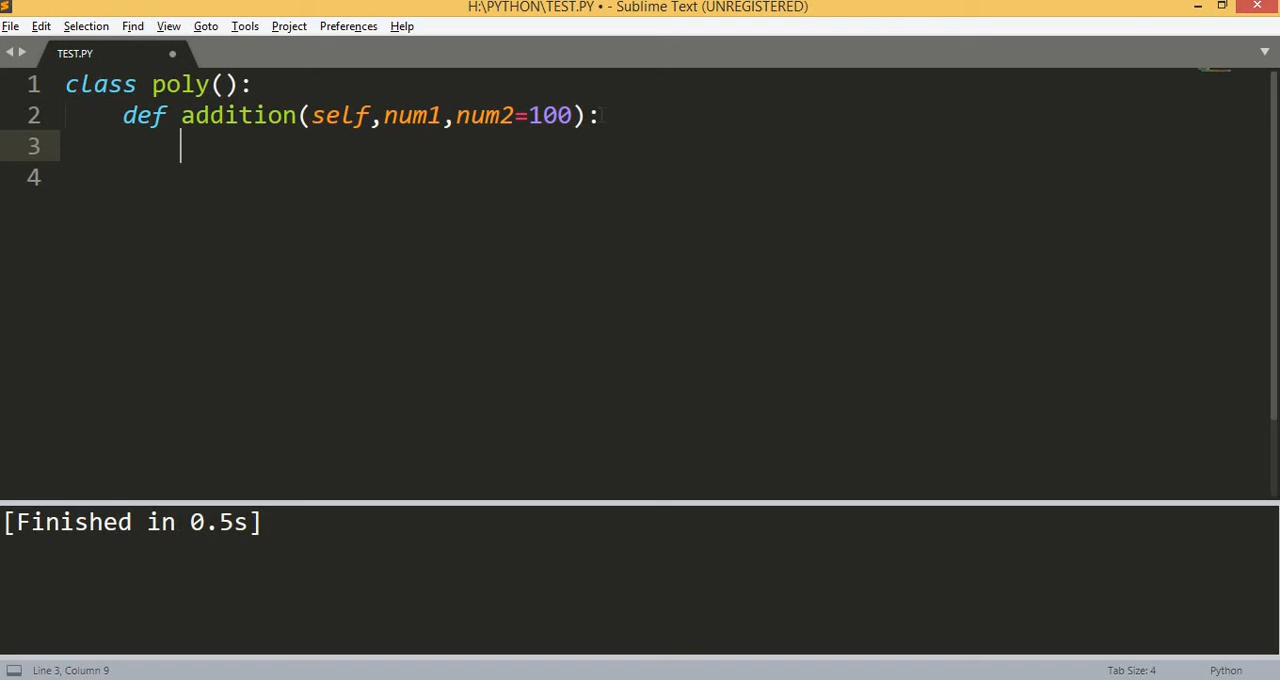 H:\PYTHON\TEST.PY • - Sublime Text (UNREGISTERED)
File Edit Selection Find View Goto Tools Project Preferences Help
TEST.PY
1 class poly():
2 def addition(self,num1,num2=100):
3
4
[Finished in 0.5s]
Line 3, Column 9 Tab Size: 4 Python